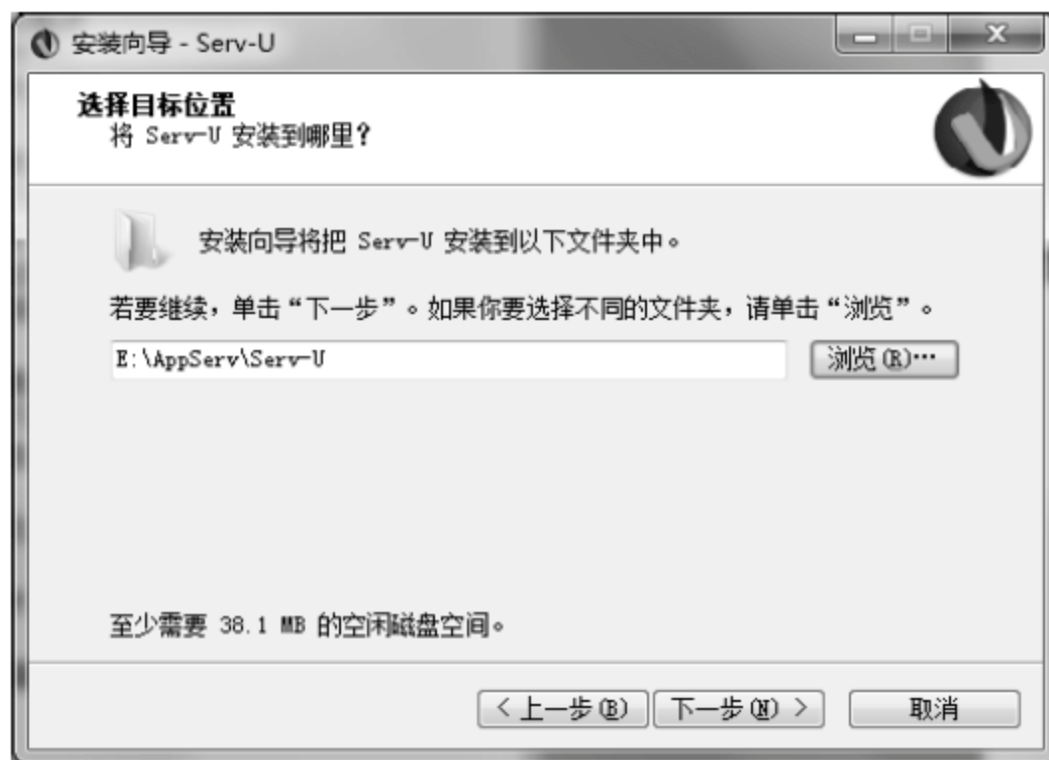 安装向导 - Serv-U
选择目标位置
将 Serv-U 安装到哪里?
安装向导将把 Serv-U 安装到以下文件夹中。
若要继续，单击“下一步”。如果你要选择不同的文件夹，请单击“浏览”。
E:\AppServ\Serv-U
浏览(R)…
至少需要 38.1 MB 的空闲磁盘空间。
< 上一步(B) 下一步(N) > 取消